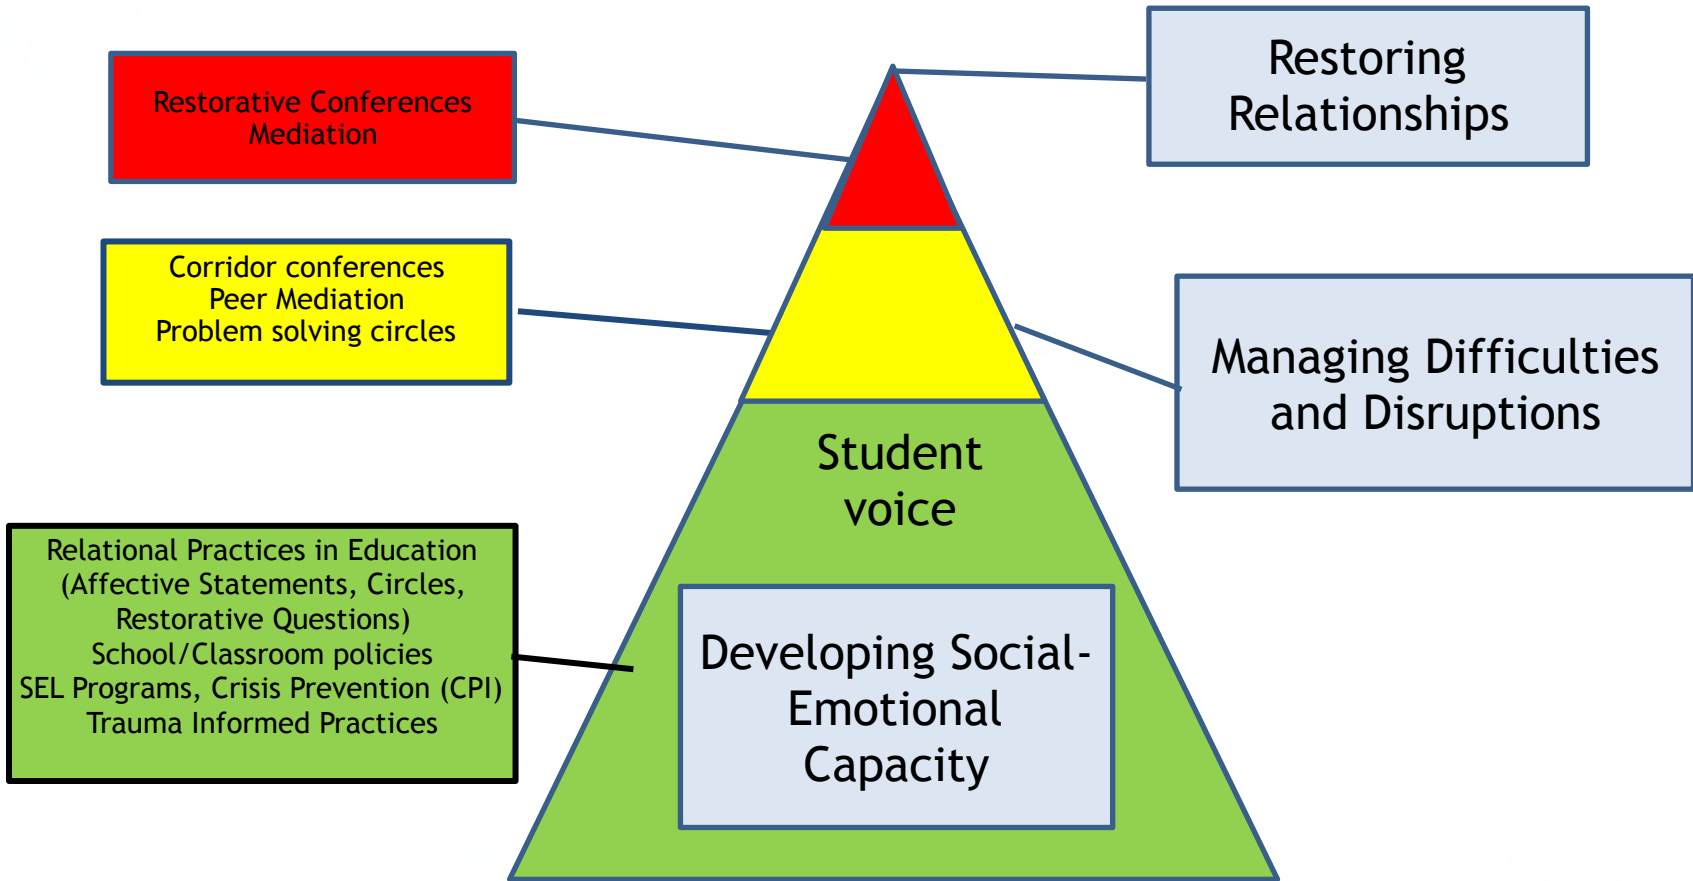 Restorative Conferences
Mediation
Restoring
Relationships
Corridor conferences
Peer Mediation
Problem solving circles
Managing Difficulties
and Disruptions
Student
voice
Relational Practices in Education
(Affective Statements, Circles,
Restorative Questions)
School/Classroom policies
SEL Programs, Crisis Prevention (CPI)
Trauma Informed Practices
Developing Social-
Emotional
Capacity